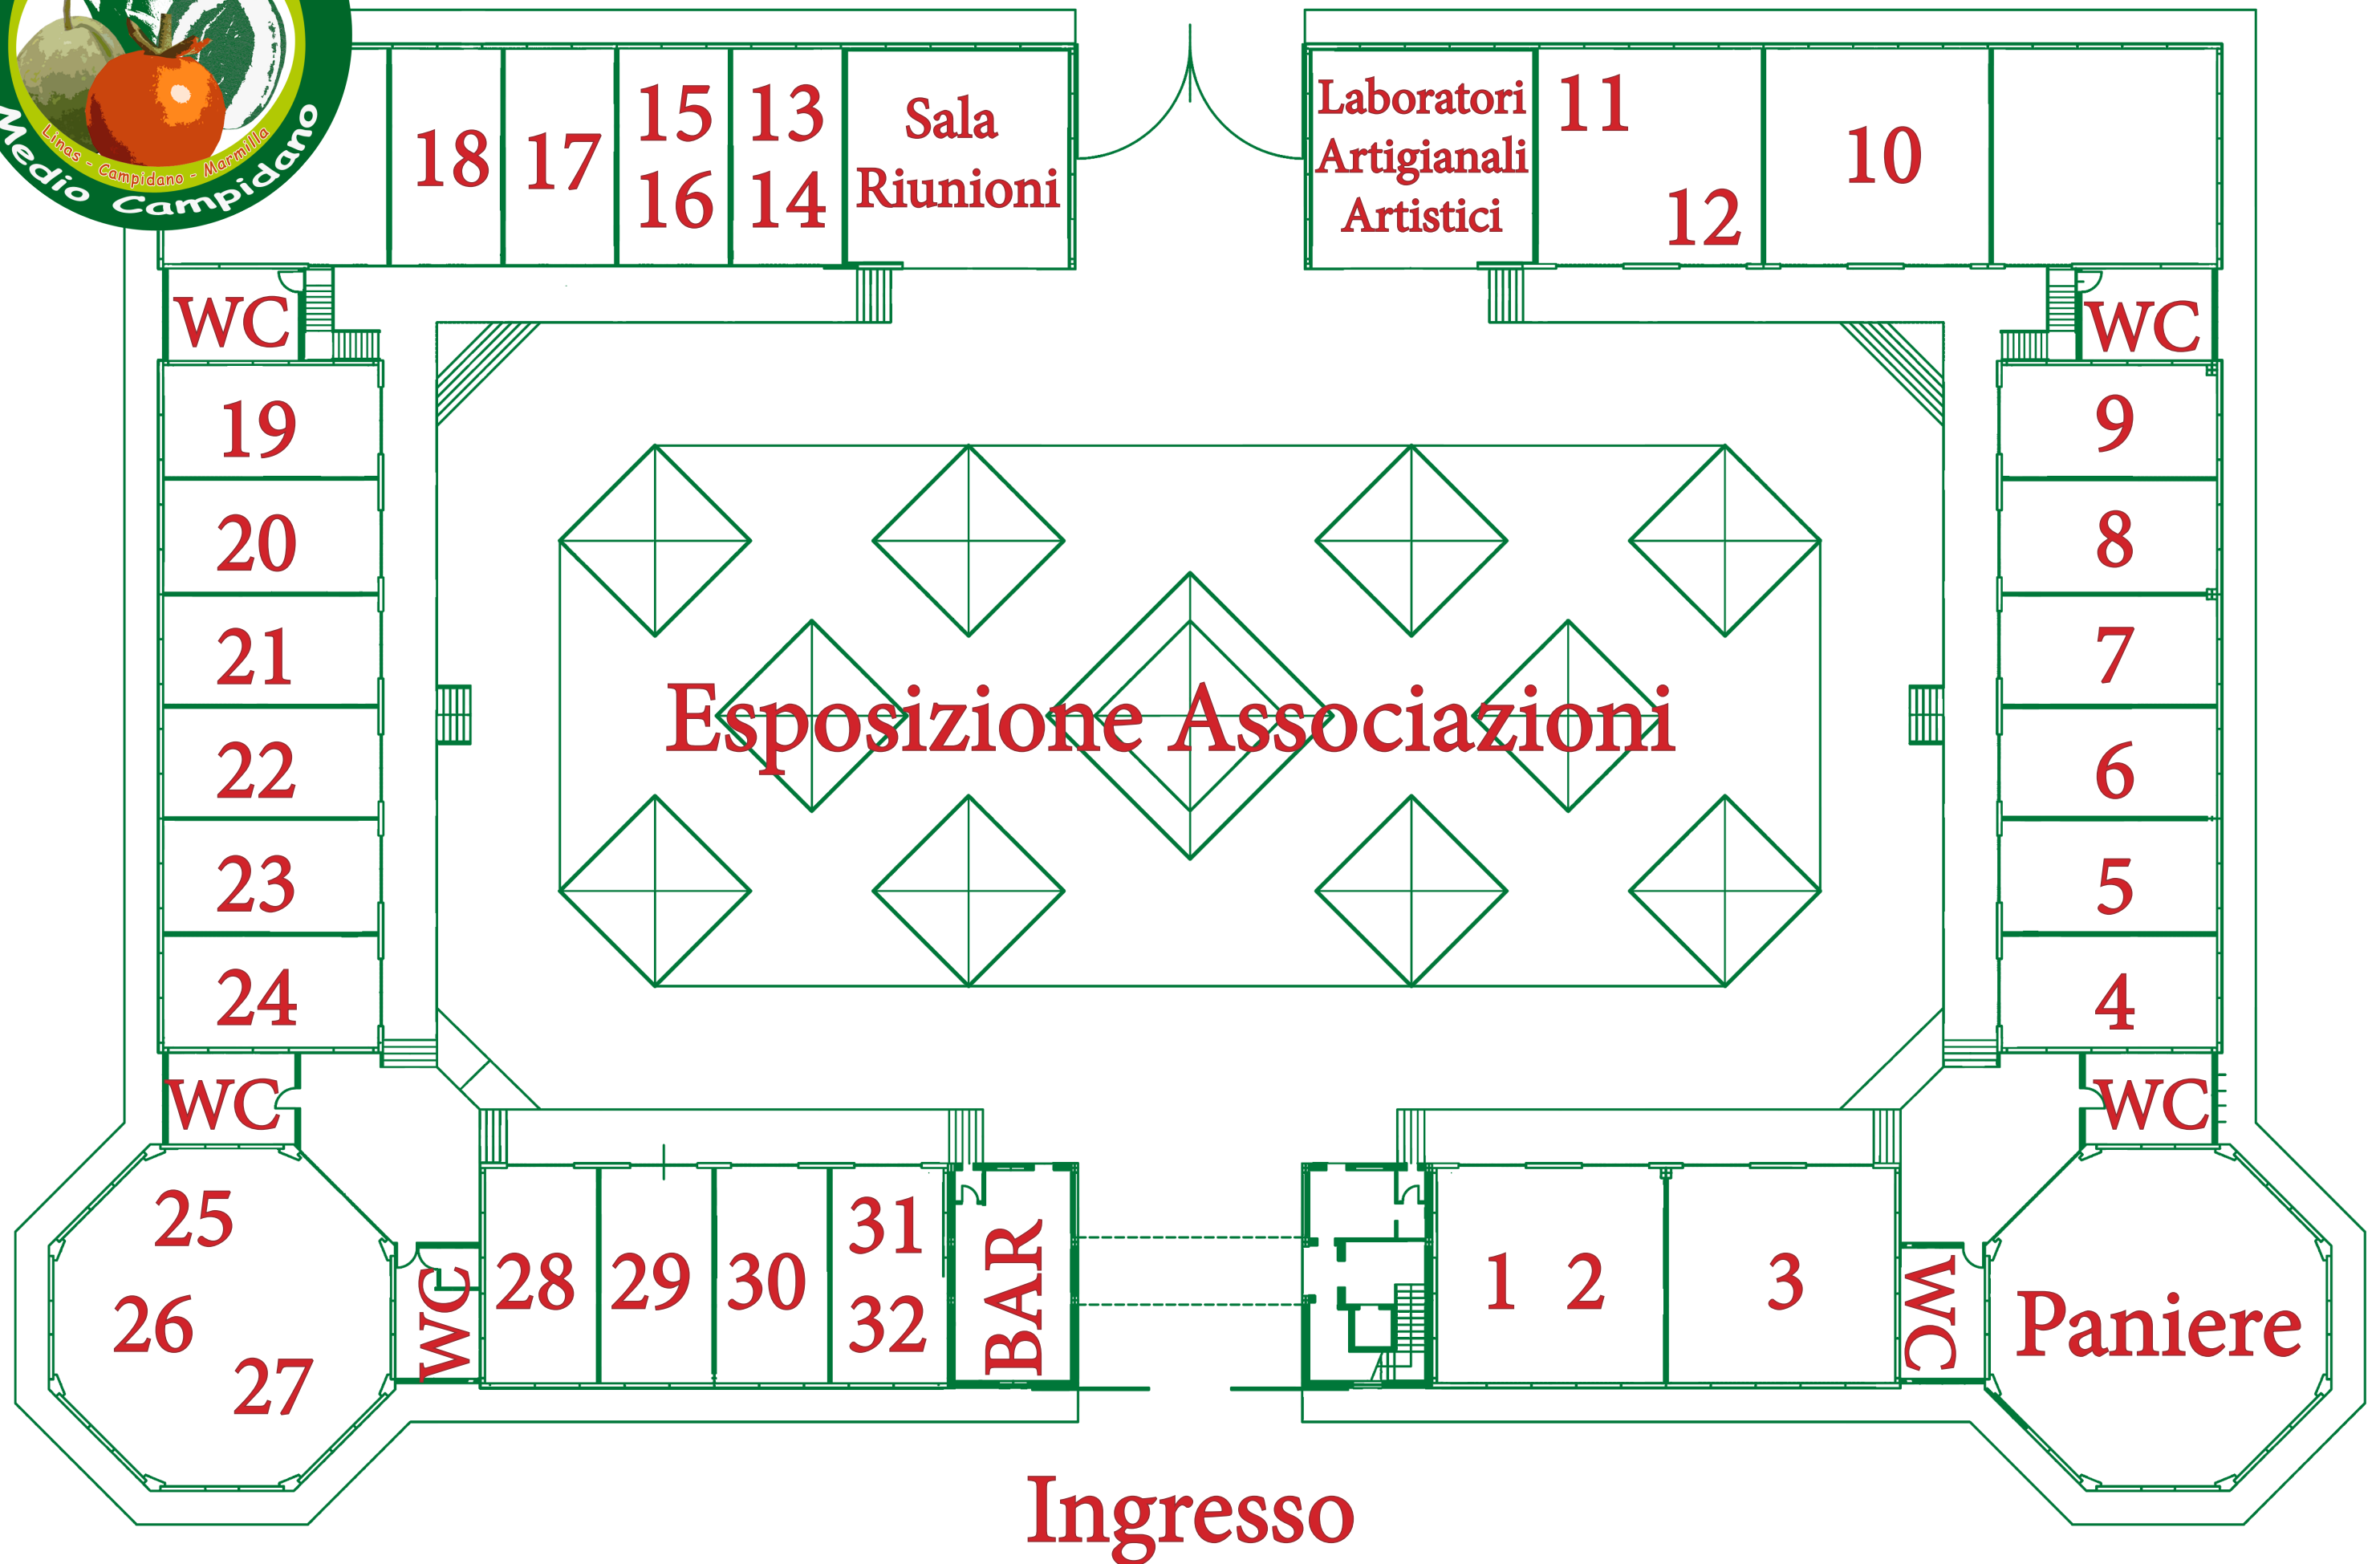 Linas - Campidano - Marmilla
Medio Campidano
18
17
15
16
13
14
Sala
Riunioni
Laboratori
Artigianali
Artistici
11
12
10
WC
WC
19
9
20
8
21
7
Esposizione Associazioni
22
6
23
5
24
4
WC
WC
25
26
27
WC
28
29
30
31
32
BAR
1 2
3
WC
Paniere
Ingresso